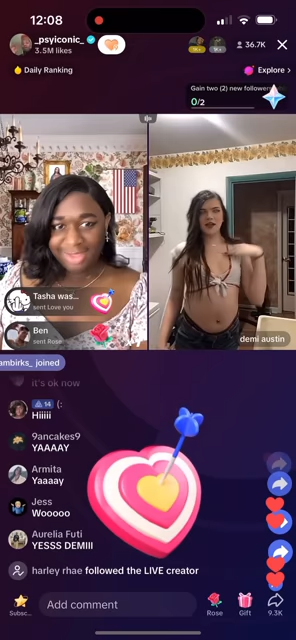 12:08
_psyiconic_
3.5M likes
36.7K
Daily Ranking
Explore >
Gain two (2) new follower
0/2
Tasha was...
sent Love you
Ben
sent Rose
demi austin
ambirks_ joined
it's ok now
14 (:
Hiiiii
9ancakes9
YAAAAY
Armita
Yaaaay
Jess
Wooooo
Aurelia Futi
YESSS DEMIII
harley rhae followed the LIVE creator
Subsc...
Add comment
Rose
Gift
9.3K